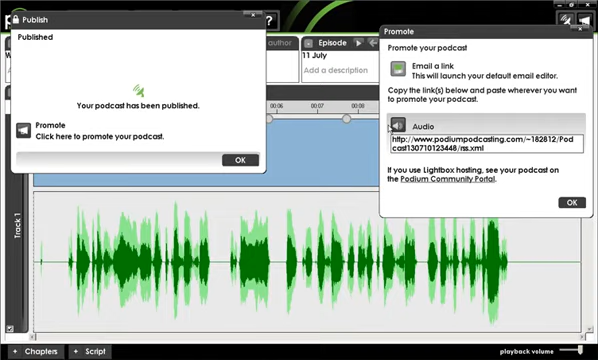 Publish
Published
Your podcast has been published.
Promote
Click here to promote your podcast.
OK
?
author
Episode
11 July
Add a description
00:06
00:07
Promote
Promote your podcast
Email a link
This will launch your default email editor.
Copy the link(s) below and paste wherever you want
to promote your podcast.
Audio
http://www.podiumpodcasting.com/~182812/Pod
cast130710123448/rss.xml
If you use Lightbox hosting, see your podcast on
the Podium Community Portal.
OK
Track 1
+ Chapters
+ Script
playback volume